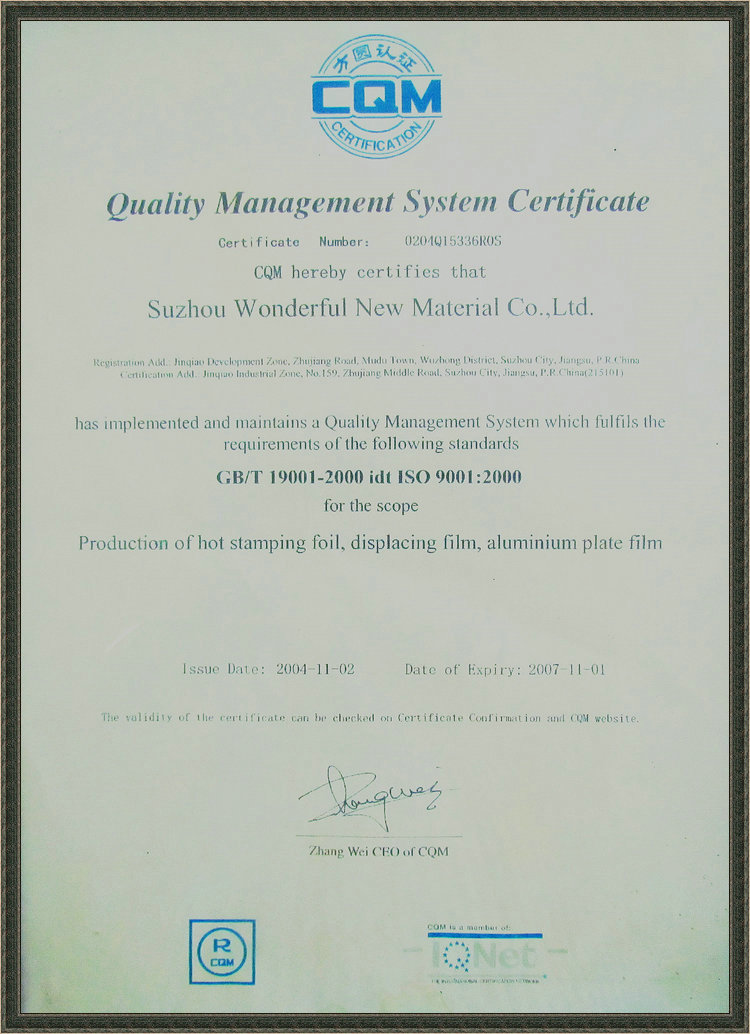 方圆认证
CQM
CERTIFICATION
Quality Management System Certificate
Certificate Number: 0204Q15336R0S
CQM hereby certifies that
Suzhou Wonderful New Material Co.,Ltd.
Registration Add. Jinqiao Development Zone, Zhujiang Road, Mudu Town, Wuzhong District, Suzhou City, Jiangsu, P.R.China
Certification Add. Jinqiao Industrial Zone, No.159, Zhujiang Middle Road, Suzhou City, Jiangsu, P.R.China(215101)
has implemented and maintains a Quality Management System which fulfils the
requirements of the following standards
GB/T 19001-2000 idt ISO 9001:2000
for the scope
Production of hot stamping foil, displacing film, aluminium plate film
Issue Date: 2004-11-02 Date of Expiry: 2007-11-01
The validity of the certificate can be checked on Certificate Confirmation and CQM website.
Zhang Wei
Zhang Wei CEO of CQM
R
CQM
CQM is a member of:
IQNet
THE INTERNATIONAL CERTIFICATION NETWORK